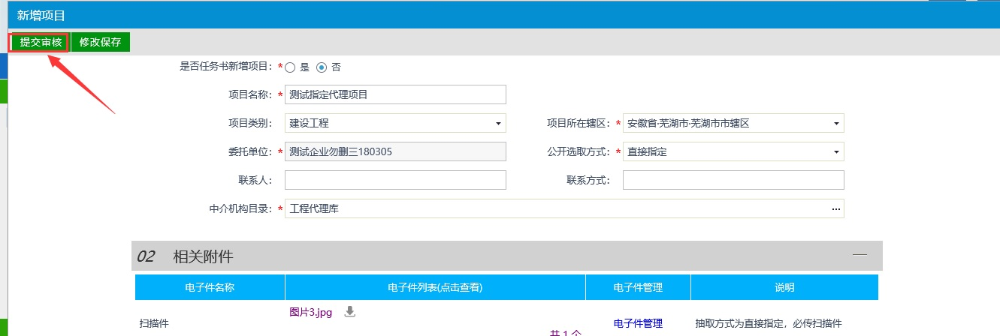 新增项目
提交审核 修改保存
是否任务书新增项目: * 是 否
项目名称: * 测试指定代理项目
项目类别: 建设工程 项目所在辖区: * 安徽省·芜湖市·芜湖市市辖区
委托单位: * 测试企业勿删三180305 公开选取方式: * 直接指定
联系人: 联系方式:
中介机构目录: * 工程代理库 ...
02 相关附件
电子件名称 电子件列表(点击查看) 电子件管理 说明
图片3.jpg
扫描件 电子件管理 抽取方式为直接指定，必传扫描件
共 1 个